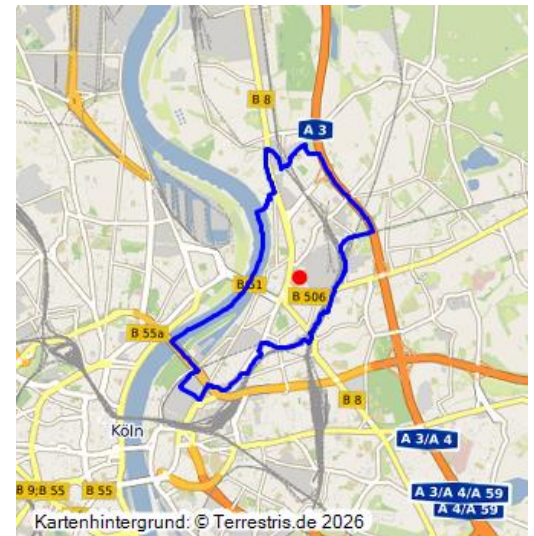 B 8
A 3
B 51
B 506
B 55a
B 8
Köln
A 3/A 4
B 9;B 55
B 55
A 3/A 4/A 59
A 4/A 59
Kartenhintergrund: © Terrestris.de 2026